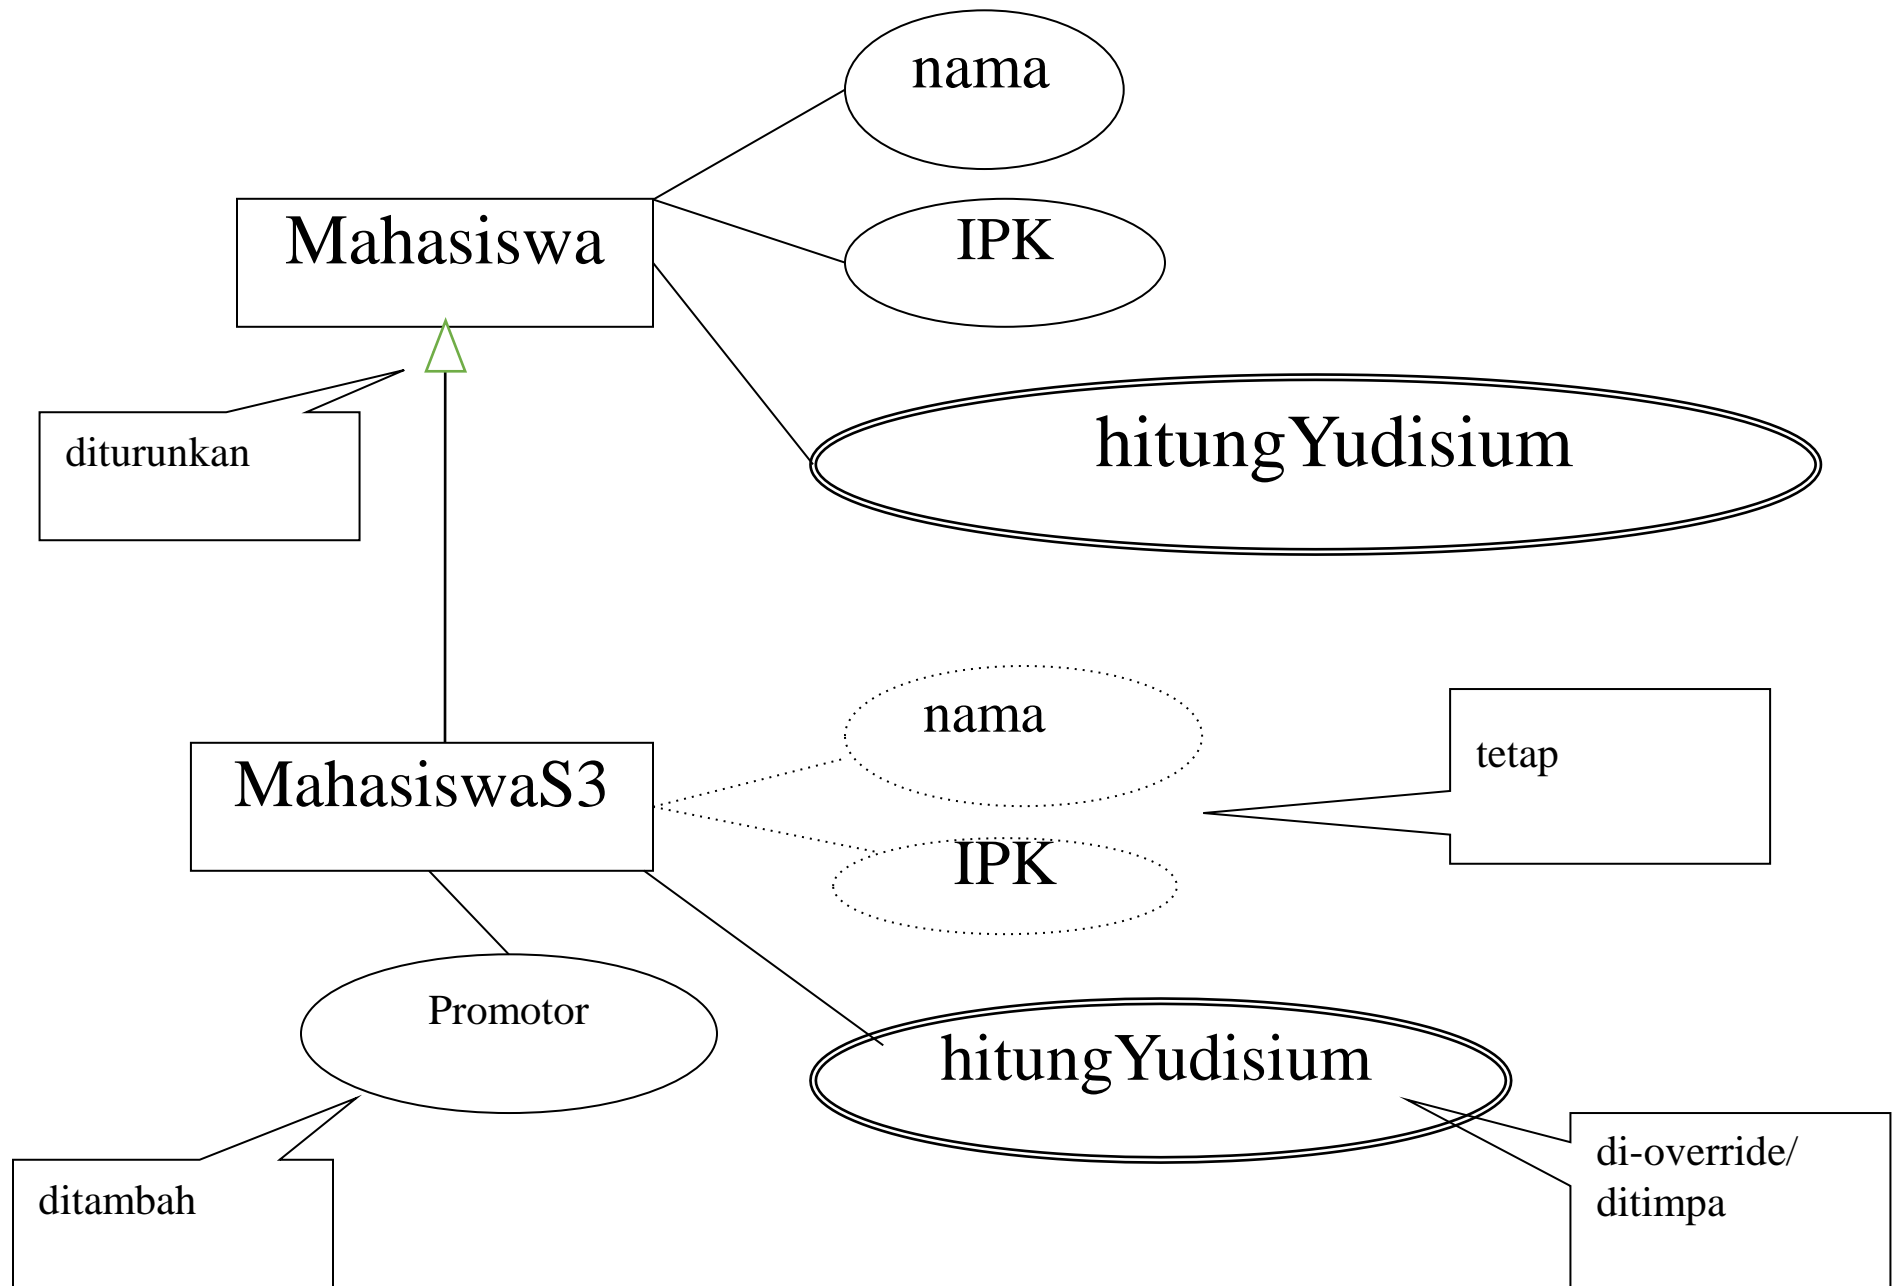 nama
Mahasiswa
IPK
hitungYudisium
diturunkan
nama
tetap
MahasiswaS3
IPK
Promotor
hitungYudisium
di-override/
ditimpa
ditambah